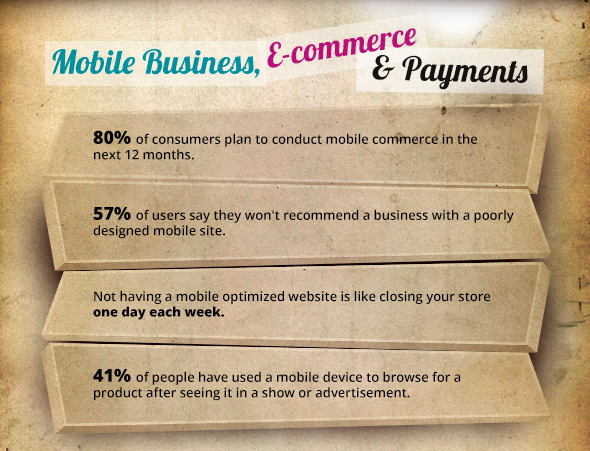 Mobile Business, E-commerce
& Payments
80% of consumers plan to conduct mobile commerce in the
next 12 months.
57% of users say they won't recommend a business with a poorly
designed mobile site.
Not having a mobile optimized website is like closing your store
one day each week.
41% of people have used a mobile device to browse for a
product after seeing it in a show or advertisement.